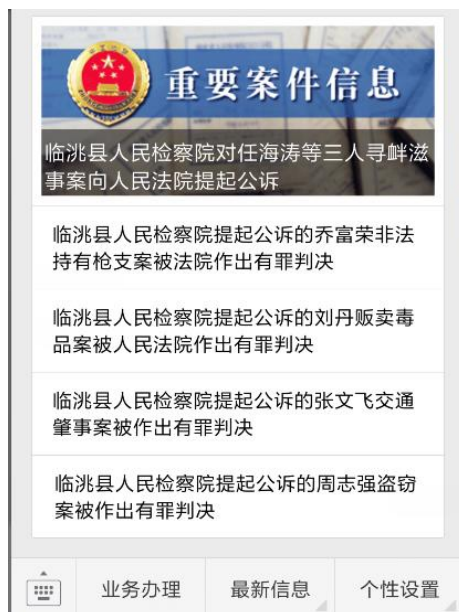 重要案件信息
临洮县人民检察院对任海涛等三人寻衅滋
事案向人民法院提起公诉
临洮县人民检察院提起公诉的乔富荣非法
持有枪支案被法院作出有罪判决
临洮县人民检察院提起公诉的刘丹贩卖毒
品案被人民法院作出有罪判决
临洮县人民检察院提起公诉的张文飞交通
肇事案被作出有罪判决
临洮县人民检察院提起公诉的周志强盗窃
案被作出有罪判决
业务办理
最新信息
个性设置